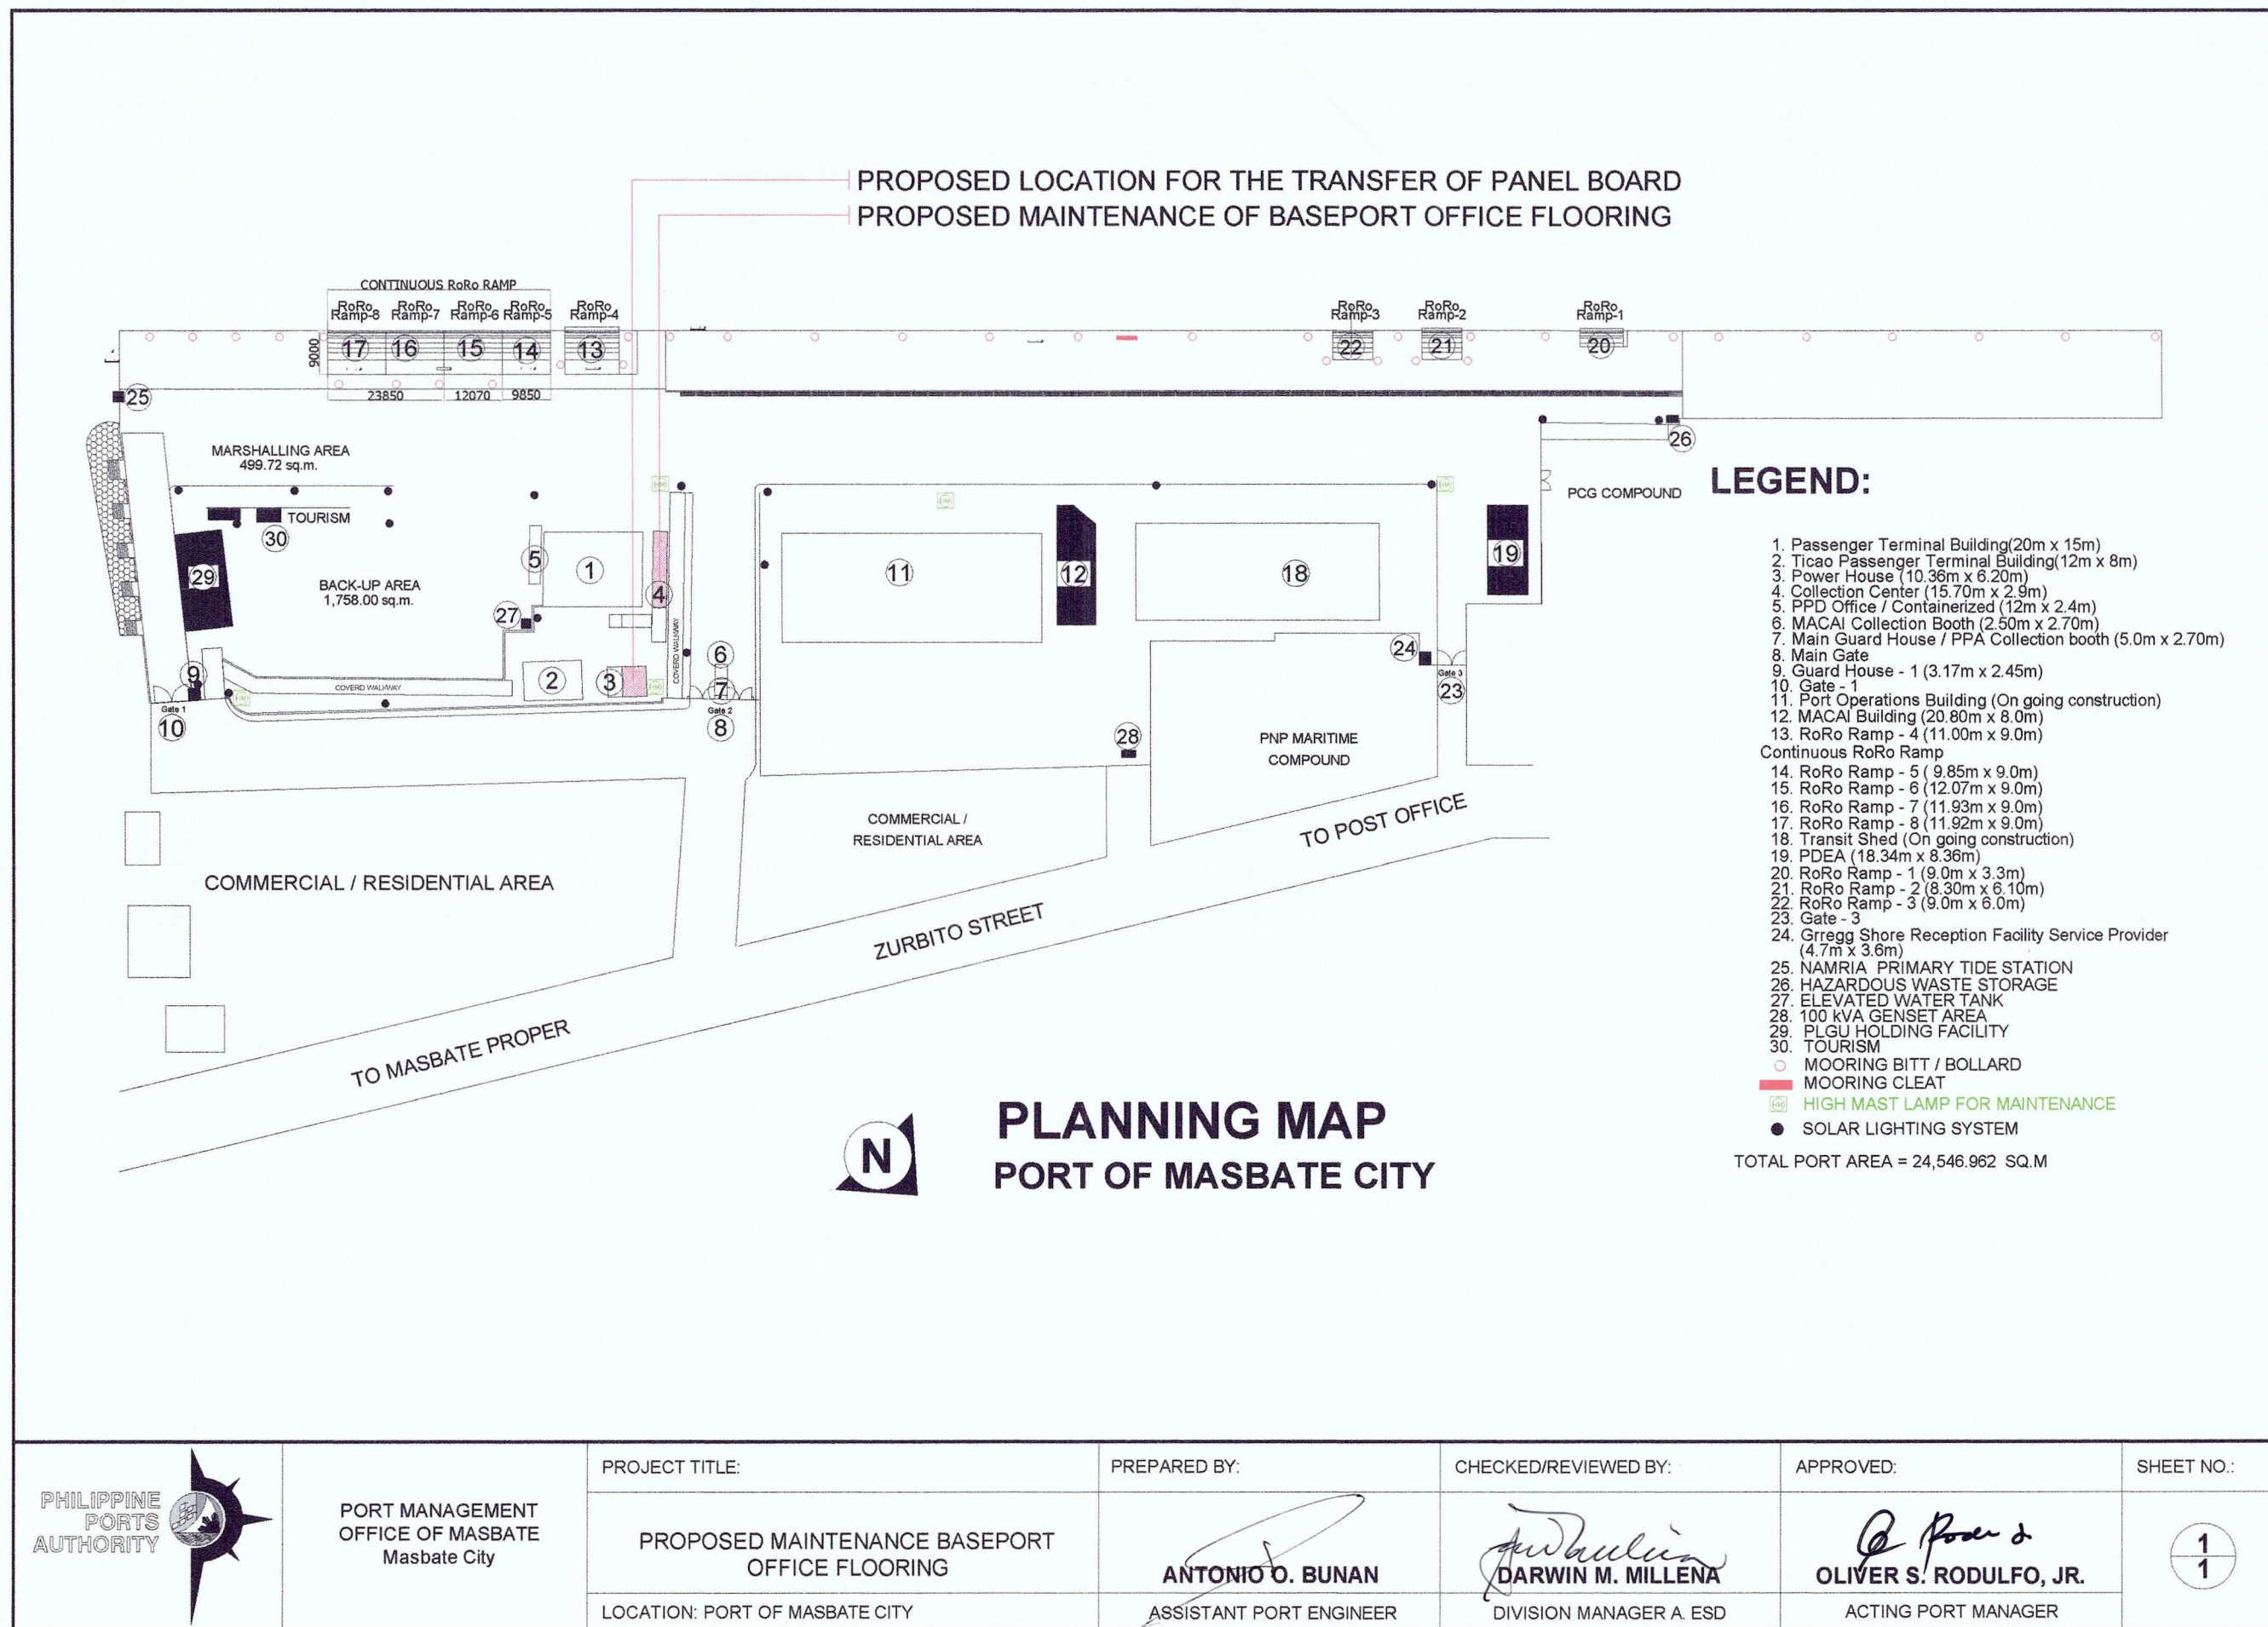 PROPOSED LOCATION FOR THE TRANSFER OF PANEL BOARD
PROPOSED MAINTENANCE OF BASEPORT OFFICE FLOORING
CONTINUOUS RoRo RAMP
RoRo Ramp-8
RoRo Ramp-7
RoRo Ramp-6
RoRo Ramp-5
RoRo Ramp-4
RoRo Ramp-3
RoRo Ramp-2
RoRo Ramp-1
9000
17
16
15
14
13
22
21
20
23850
12070
9850
25
26
MARSHALLING AREA
499.72 sq.m.
TOURISM
30
29
BACK-UP AREA
1,758.00 sq.m.
5
1
4
27
11
12
18
19
PCG COMPOUND
COVERD WALKWAY
COVERD WALKWAY
9
2
3
6
7
24
Gate 1
10
Gate 2
8
Gate 3
23
28
PNP MARITIME
COMPOUND
COMMERCIAL /
RESIDENTIAL AREA
COMMERCIAL / RESIDENTIAL AREA
TO POST OFFICE
ZURBITO STREET
TO MASBATE PROPER
LEGEND:
1. Passenger Terminal Building(20m x 15m)
2. Ticao Passenger Terminal Building(12m x 8m)
3. Power House (10.36m x 6.20m)
4. Collection Center (15.70m x 2.9m)
5. PPD Office / Containerized (12m x 2.4m)
6. MACAI Collection Booth (2.50m x 2.70m)
7. Main Guard House / PPA Collection booth (5.0m x 2.70m)
8. Main Gate
9. Guard House - 1 (3.17m x 2.45m)
10. Gate - 1
11. Port Operations Building (On going construction)
12. MACAI Building (20.80m x 8.0m)
13. RoRo Ramp - 4 (11.00m x 9.0m)
Continuous RoRo Ramp
14. RoRo Ramp - 5 ( 9.85m x 9.0m)
15. RoRo Ramp - 6 (12.07m x 9.0m)
16. RoRo Ramp - 7 (11.93m x 9.0m)
17. RoRo Ramp - 8 (11.92m x 9.0m)
18. Transit Shed (On going construction)
19. PDEA (18.34m x 8.36m)
20. RoRo Ramp - 1 (9.0m x 3.3m)
21. RoRo Ramp - 2 (8.30m x 6.10m)
22. RoRo Ramp - 3 (9.0m x 6.0m)
23. Gate - 3
24. Grregg Shore Reception Facility Service Provider
(4.7m x 3.6m)
25. NAMRIA PRIMARY TIDE STATION
26. HAZARDOUS WASTE STORAGE
27. ELEVATED WATER TANK
28. 100 kVA GENSET AREA
29. PLGU HOLDING FACILITY
30. TOURISM
MOORING BITT / BOLLARD
MOORING CLEAT
HIGH MAST LAMP FOR MAINTENANCE
SOLAR LIGHTING SYSTEM
TOTAL PORT AREA = 24,546.962 SQ.M
N
PLANNING MAP
PORT OF MASBATE CITY
PHILIPPINE
PORTS
AUTHORITY
PORT MANAGEMENT
OFFICE OF MASBATE
Masbate City
PROJECT TITLE:
PROPOSED MAINTENANCE BASEPORT
OFFICE FLOORING
LOCATION: PORT OF MASBATE CITY
PREPARED BY:
ANTONIO O. BUNAN
ASSISTANT PORT ENGINEER
CHECKED/REVIEWED BY:
DARWIN M. MILLENA
DIVISION MANAGER A. ESD
APPROVED:
OLIVER S. RODULFO, JR.
ACTING PORT MANAGER
SHEET NO.:
1
1